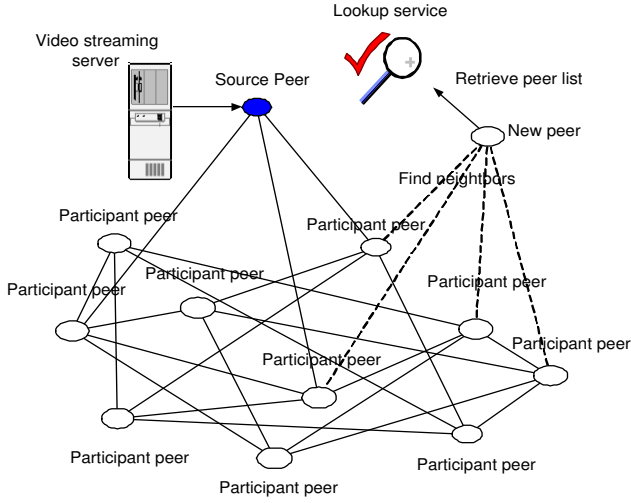 Lookup service
Video streaming
server
Source Peer
Retrieve peer list
New peer
Find neighbors
Participant peer
Participant peer
Participant peer
Participant peer
Participant peer
Participant peer
Participant peer
Participant peer
Participant peer
Participant peer